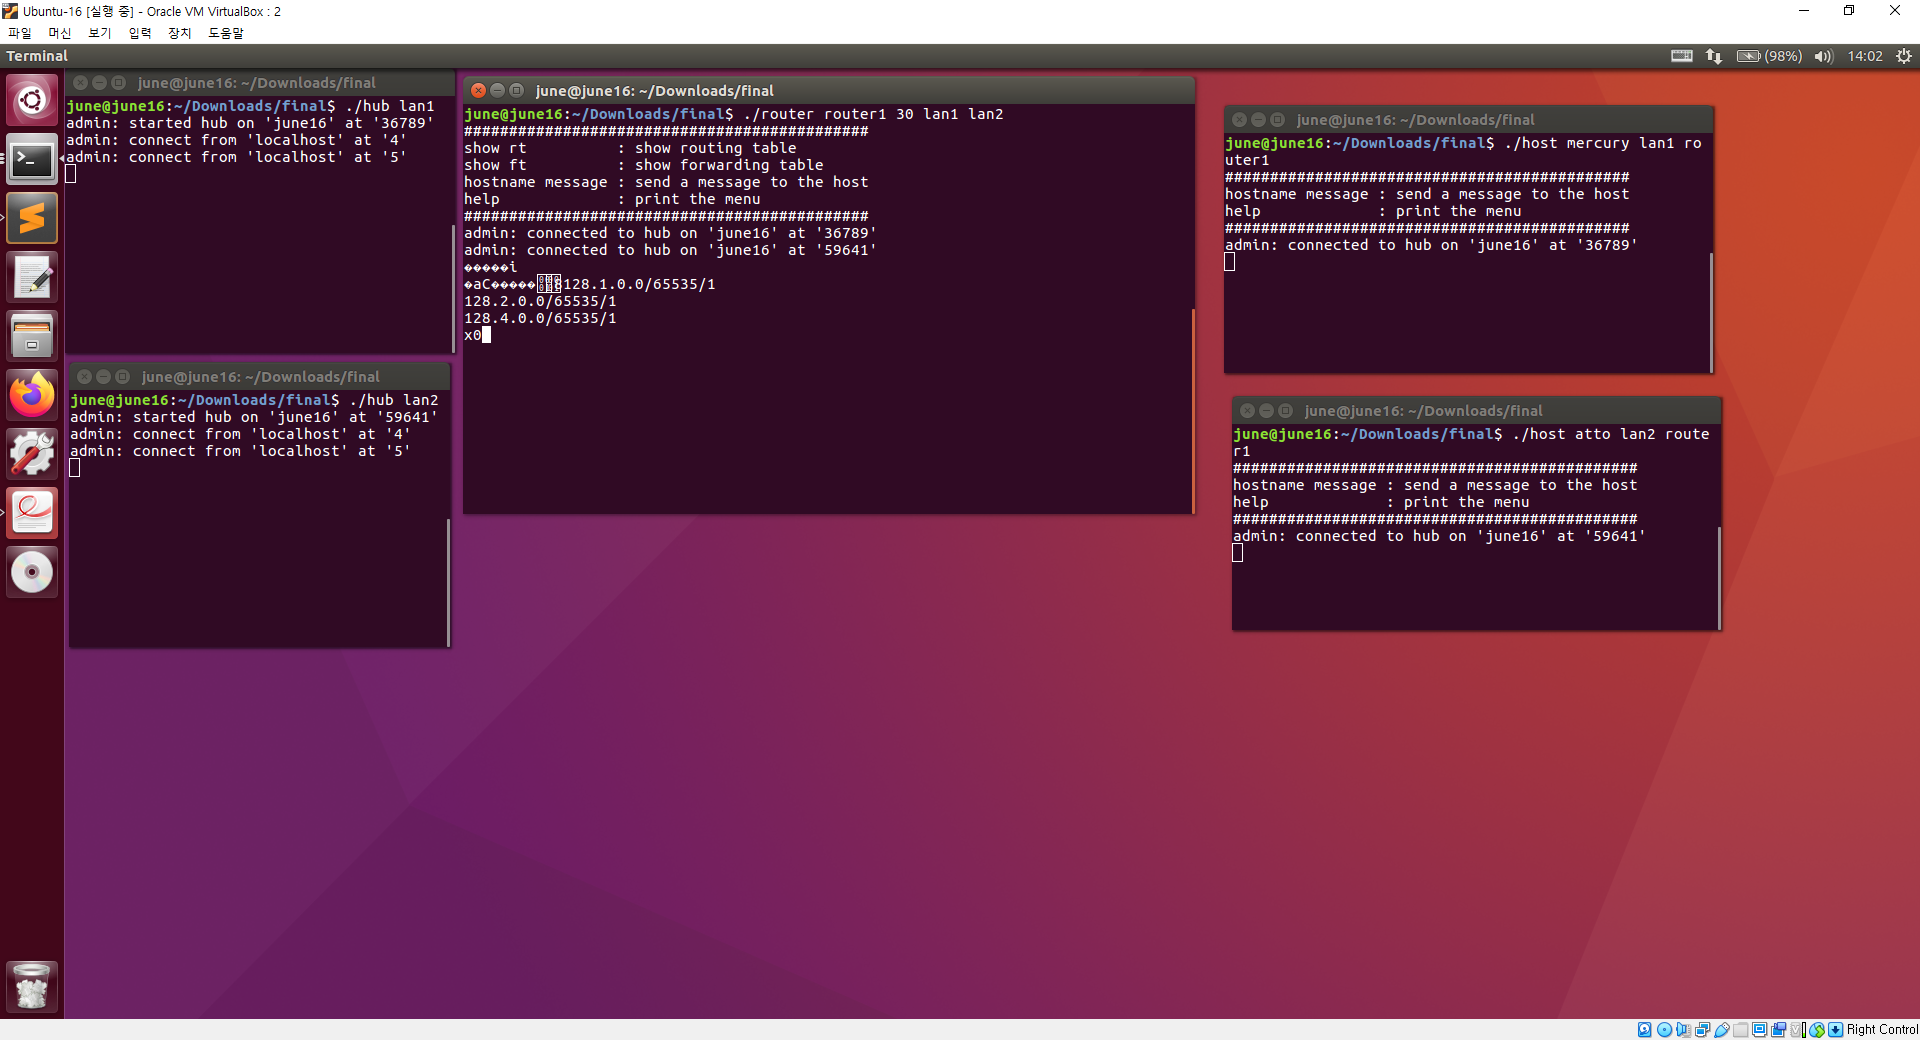 Ubuntu-16 [실행 중] - Oracle VM VirtualBox : 2
파일 머신 보기 입력 장치 도움말
Terminal
(98%) 14:02
june@june16: ~/Downloads/final
june@june16:~/Downloads/final$ ./hub lan1
admin: started hub on 'june16' at '36789'
admin: connect from 'localhost' at '4'
admin: connect from 'localhost' at '5'
june@june16: ~/Downloads/final
june@june16:~/Downloads/final$ ./hub lan2
admin: started hub on 'june16' at '59641'
admin: connect from 'localhost' at '4'
admin: connect from 'localhost' at '5'
june@june16: ~/Downloads/final
june@june16:~/Downloads/final$ ./router router1 30 lan1 lan2
#############################################
show rt          : show routing table
show ft          : show forwarding table
hostname message : send a message to the host
help             : print the menu
#############################################
admin: connected to hub on 'june16' at '36789'
admin: connected to hub on 'june16' at '59641'
�����i
�aC�����128.1.0.0/65535/1
128.2.0.0/65535/1
128.4.0.0/65535/1
x0
june@june16: ~/Downloads/final
june@june16:~/Downloads/final$ ./host mercury lan1 ro
uter1
#############################################
hostname message : send a message to the host
help             : print the menu
#############################################
admin: connected to hub on 'june16' at '36789'
june@june16: ~/Downloads/final
june@june16:~/Downloads/final$ ./host atto lan2 route
r1
#############################################
hostname message : send a message to the host
help             : print the menu
#############################################
admin: connected to hub on 'june16' at '59641'
Right Control